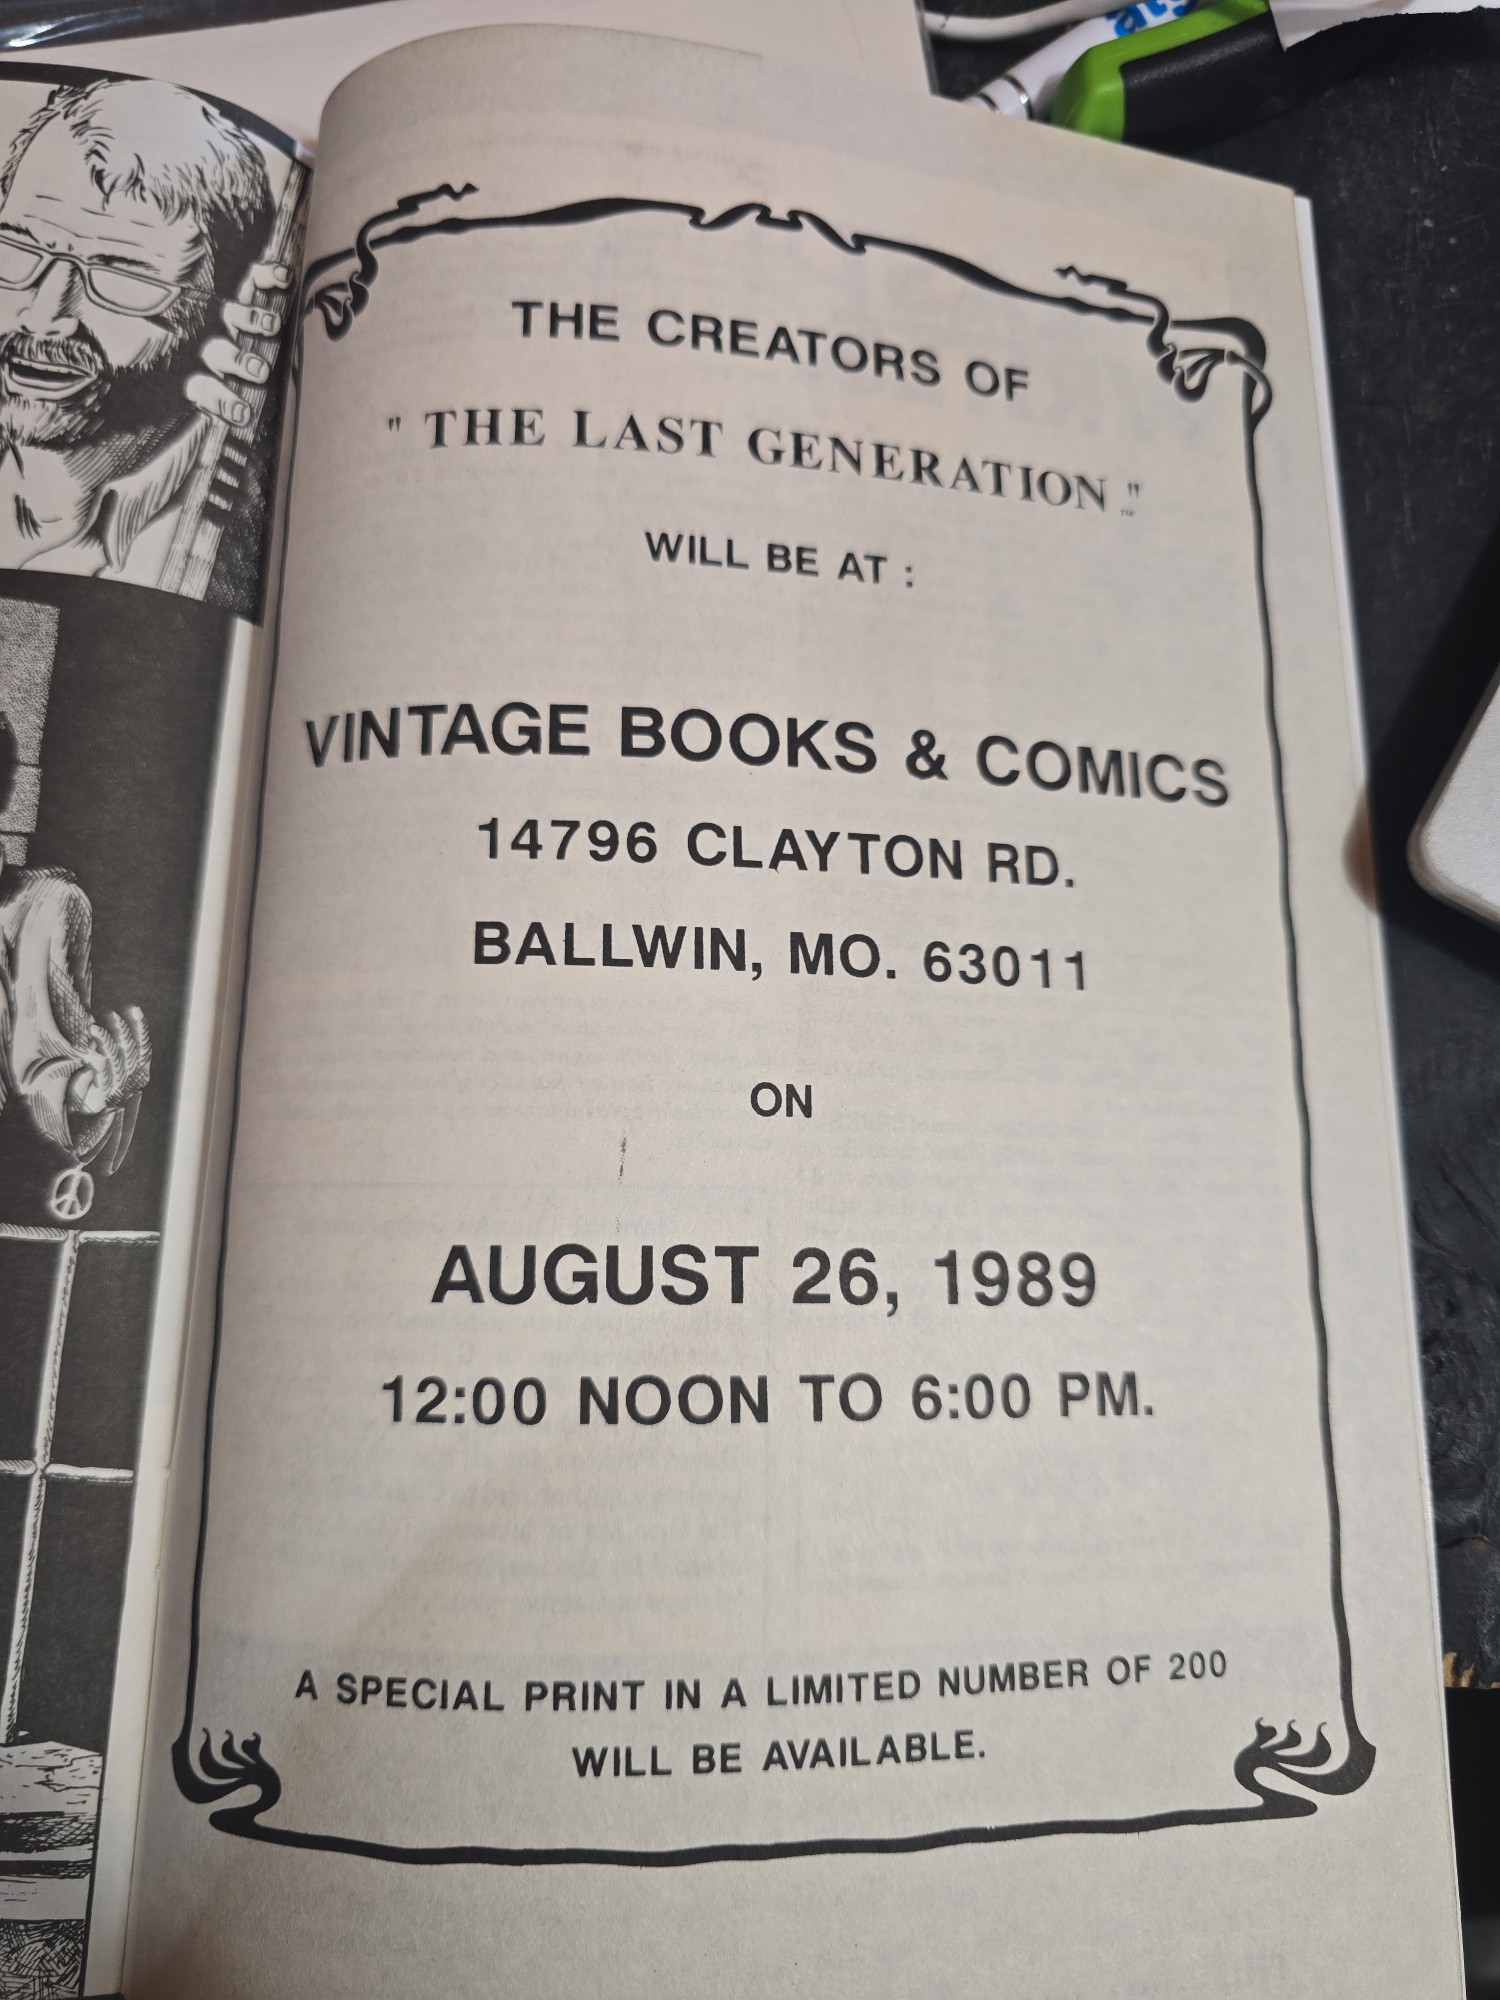 THE CREATORS OF
" THE LAST GENERATION "
TM
WILL BE AT :
VINTAGE BOOKS & COMICS
14796 CLAYTON RD.
BALLWIN, MO. 63011
ON
AUGUST 26, 1989
12:00 NOON TO 6:00 PM.
A SPECIAL PRINT IN A LIMITED NUMBER OF 200
WILL BE AVAILABLE.